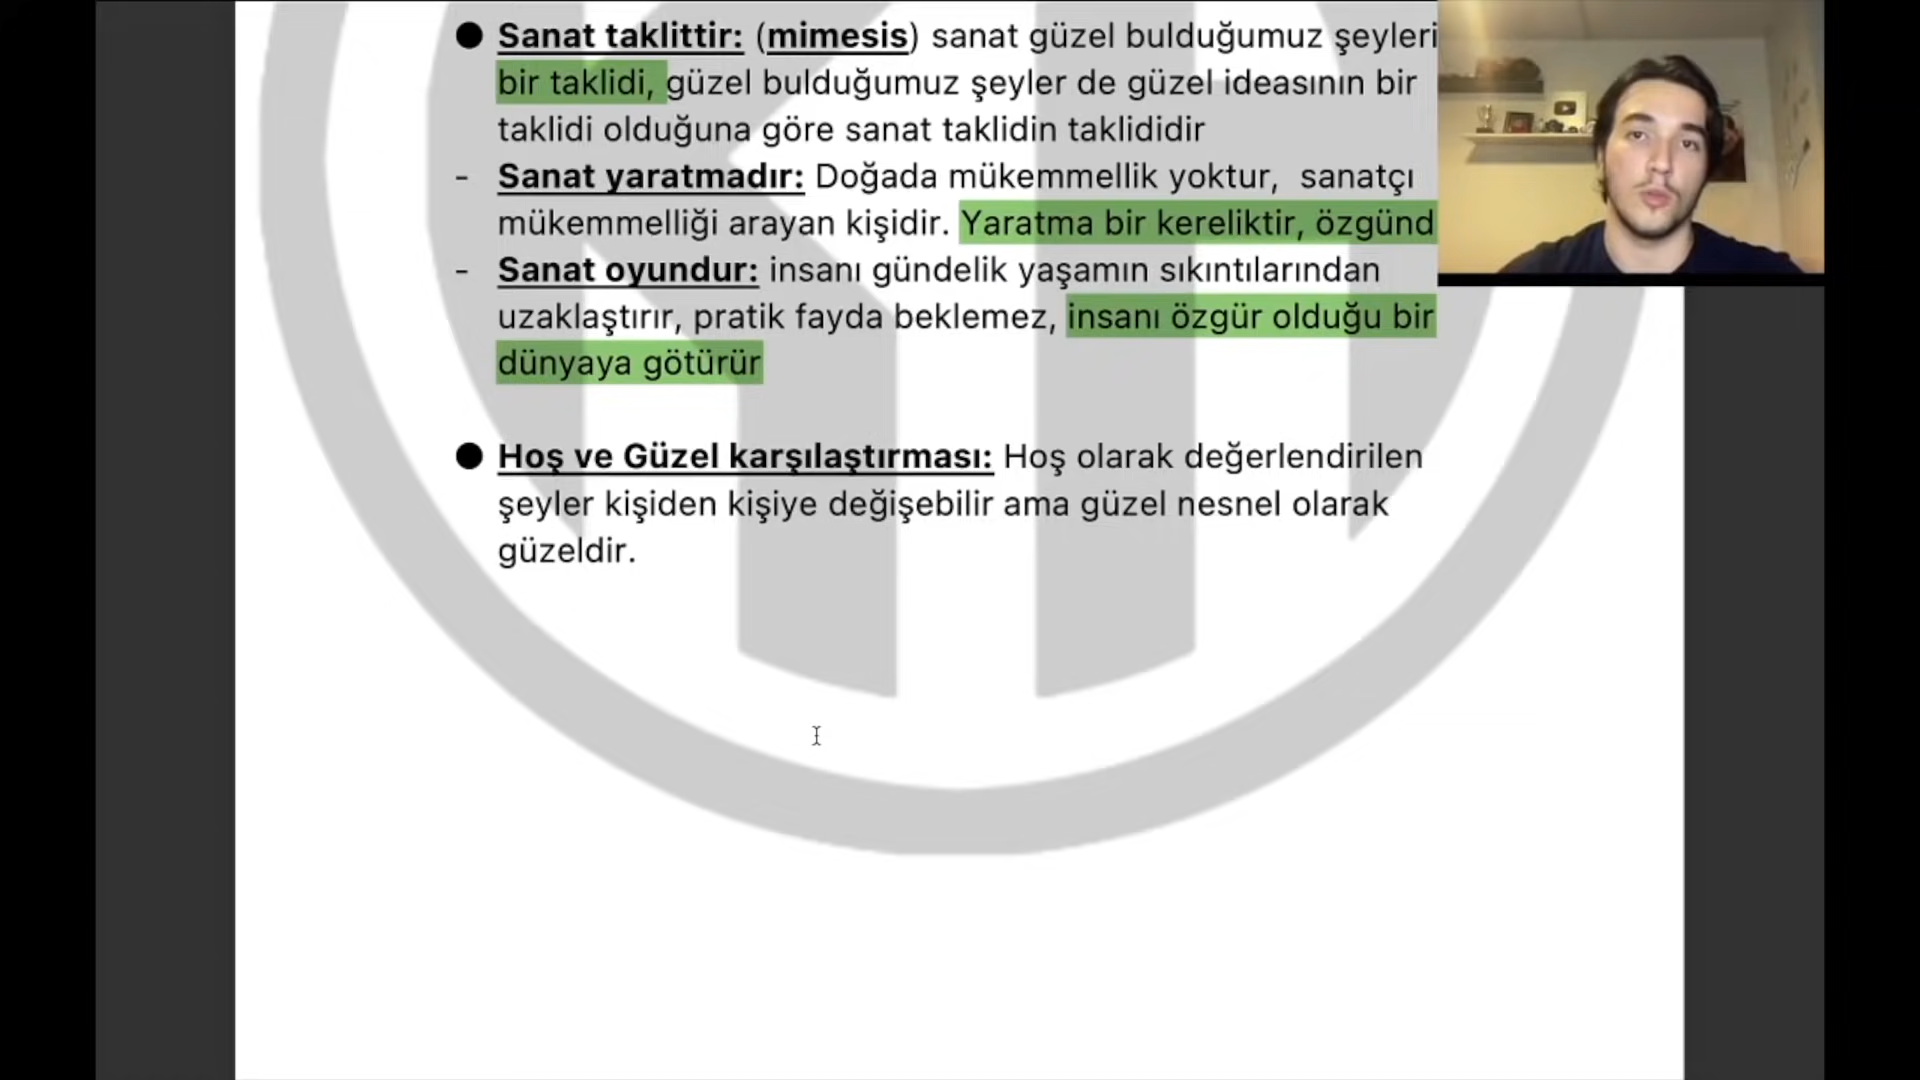 ● Sanat taklittir: (mimesis) sanat güzel bulduğumuz şeyleri
bir taklidi, güzel bulduğumuz şeyler de güzel ideasının bir
taklidi olduğuna göre sanat taklidin taklididir
- Sanat yaratmadır: Doğada mükemmellik yoktur, sanatçı
mükemmelliği arayan kişidir. Yaratma bir kereliktir, özgünd
- Sanat oyundur: insanı gündelik yaşamın sıkıntılarından
uzaklaştırır, pratik fayda beklemez, insanı özgür olduğu bir
dünyaya götürür
● Hoş ve Güzel karşılaştırması: Hoş olarak değerlendirilen
şeyler kişiden kişiye değişebilir ama güzel nesnel olarak
güzeldir.